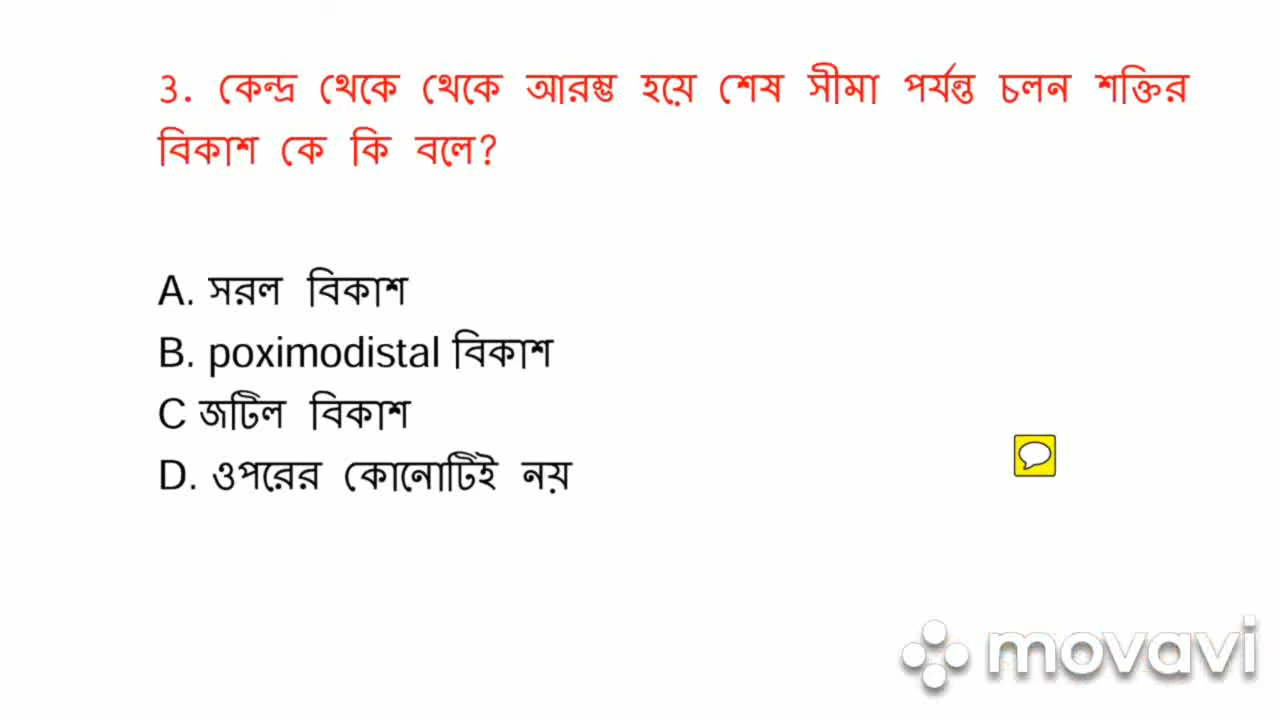 3. কেন্দ্র থেকে থেকে আরম্ভ হয়ে শেষ সীমা পর্যন্ত চলন শক্তির
বিকাশ কে কি বলে?
A. সরল বিকাশ
B. poximodistal বিকাশ
C জটিল বিকাশ
D. ওপরের কোনোটিই নয়
movavi